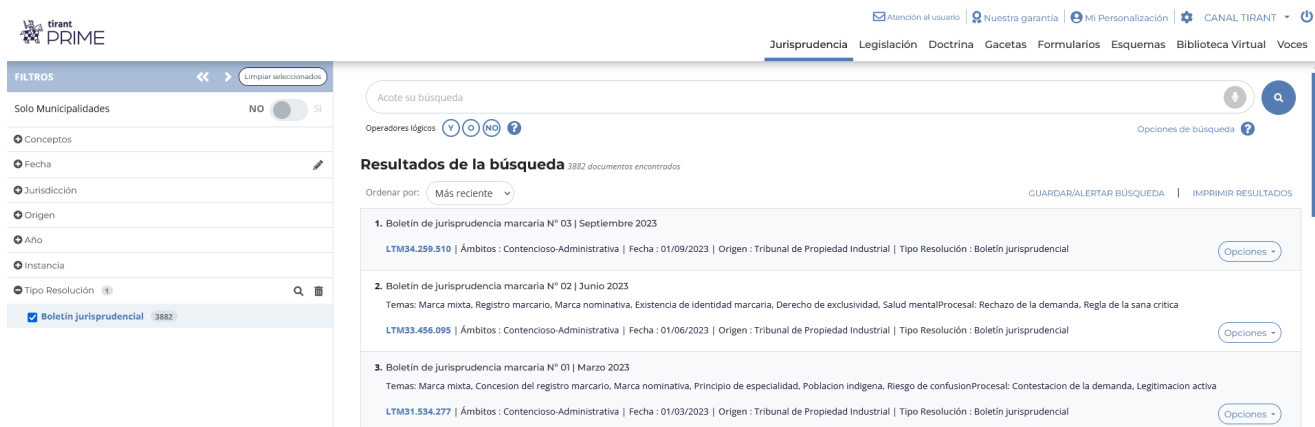 tirant
PRIME
Atención al usuario | Nuestra garantía | Mi Personalización | CANAL TIRANT
Jurisprudencia Legislación Doctrina Gacetas Formularios Esquemas Biblioteca Virtual Voces
FILTROS Limpiar seleccionados
Solo Municipalidades NO SI
Conceptos
Fecha
Jurisdicción
Origen
Año
Instancia
Tipo Resolución 1
Boletín jurisprudencial 3882
Acote su búsqueda
Operadores lógicos Y O NO ?
Opciones de búsqueda ?
Resultados de la búsqueda 3882 documentos encontrados
Ordenar por: Más reciente
GUARDAR/ALERTAR BÚSQUEDA | IMPRIMIR RESULTADOS
1. Boletín de jurisprudencia marcaria Nº 03 | Septiembre 2023
LTM34.259.510 | Ámbitos : Contencioso-Administrativa | Fecha : 01/09/2023 | Origen : Tribunal de Propiedad Industrial | Tipo Resolución : Boletín jurisprudencial
Opciones
2. Boletín de jurisprudencia marcaria Nº 02 | Junio 2023
Temas: Marca mixta, Registro marcario, Marca nominativa, Existencia de identidad marcaria, Derecho de exclusividad, Salud mentalProcesal: Rechazo de la demanda, Regla de la sana crítica
LTM33.456.095 | Ámbitos : Contencioso-Administrativa | Fecha : 01/06/2023 | Origen : Tribunal de Propiedad Industrial | Tipo Resolución : Boletín jurisprudencial
Opciones
3. Boletín de jurisprudencia marcaria Nº 01 | Marzo 2023
Temas: Marca mixta, Concesion del registro marcario, Marca nominativa, Principio de especialidad, Poblacion indigena, Riesgo de confusionProcesal: Contestacion de la demanda, Legitimacion activa
LTM31.534.277 | Ámbitos : Contencioso-Administrativa | Fecha : 01/03/2023 | Origen : Tribunal de Propiedad Industrial | Tipo Resolución : Boletín jurisprudencial
Opciones